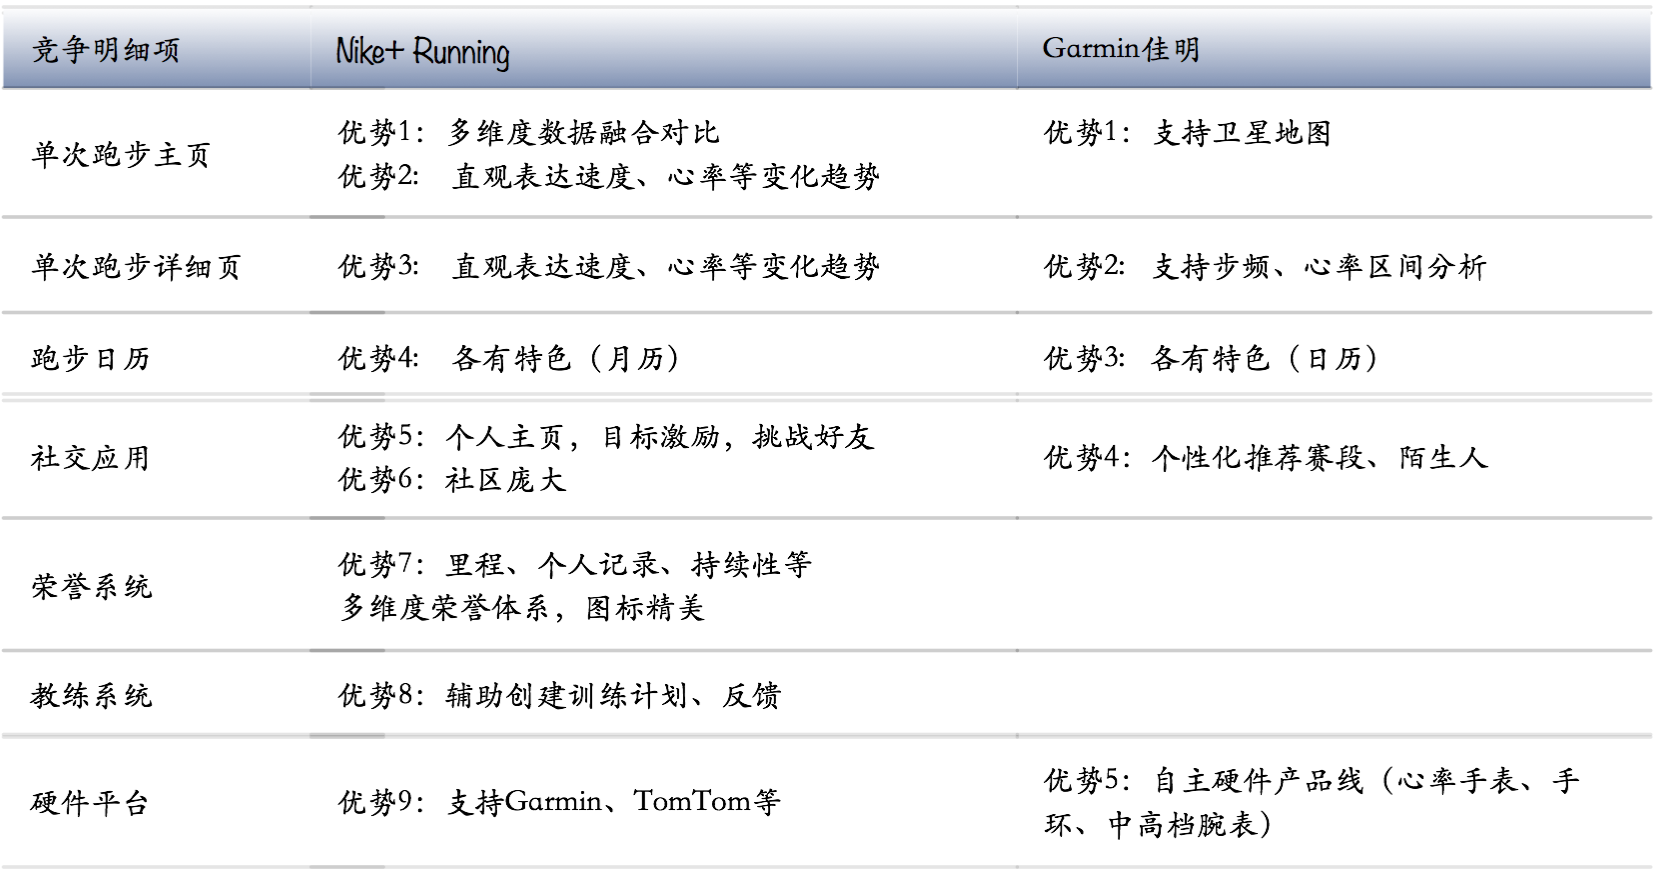 竞争明细项 Nike+ Running Garmin佳明
单次跑步主页
优势1：多维度数据融合对比
优势2: 直观表达速度、心率等变化趋势
优势1：支持卫星地图
单次跑步详细页
优势3: 直观表达速度、心率等变化趋势
优势2: 支持步频、心率区间分析
跑步日历
优势4: 各有特色（月历）
优势3: 各有特色（日历）
社交应用
优势5：个人主页，目标激励，挑战好友
优势6：社区庞大
优势4：个性化推荐赛段、陌生人
荣誉系统
优势7：里程、个人记录、持续性等
多维度荣誉体系，图标精美
教练系统
优势8：辅助创建训练计划、反馈
硬件平台
优势9：支持Garmin、TomTom等
优势5：自主硬件产品线（心率手表、手
环、中高档腕表）